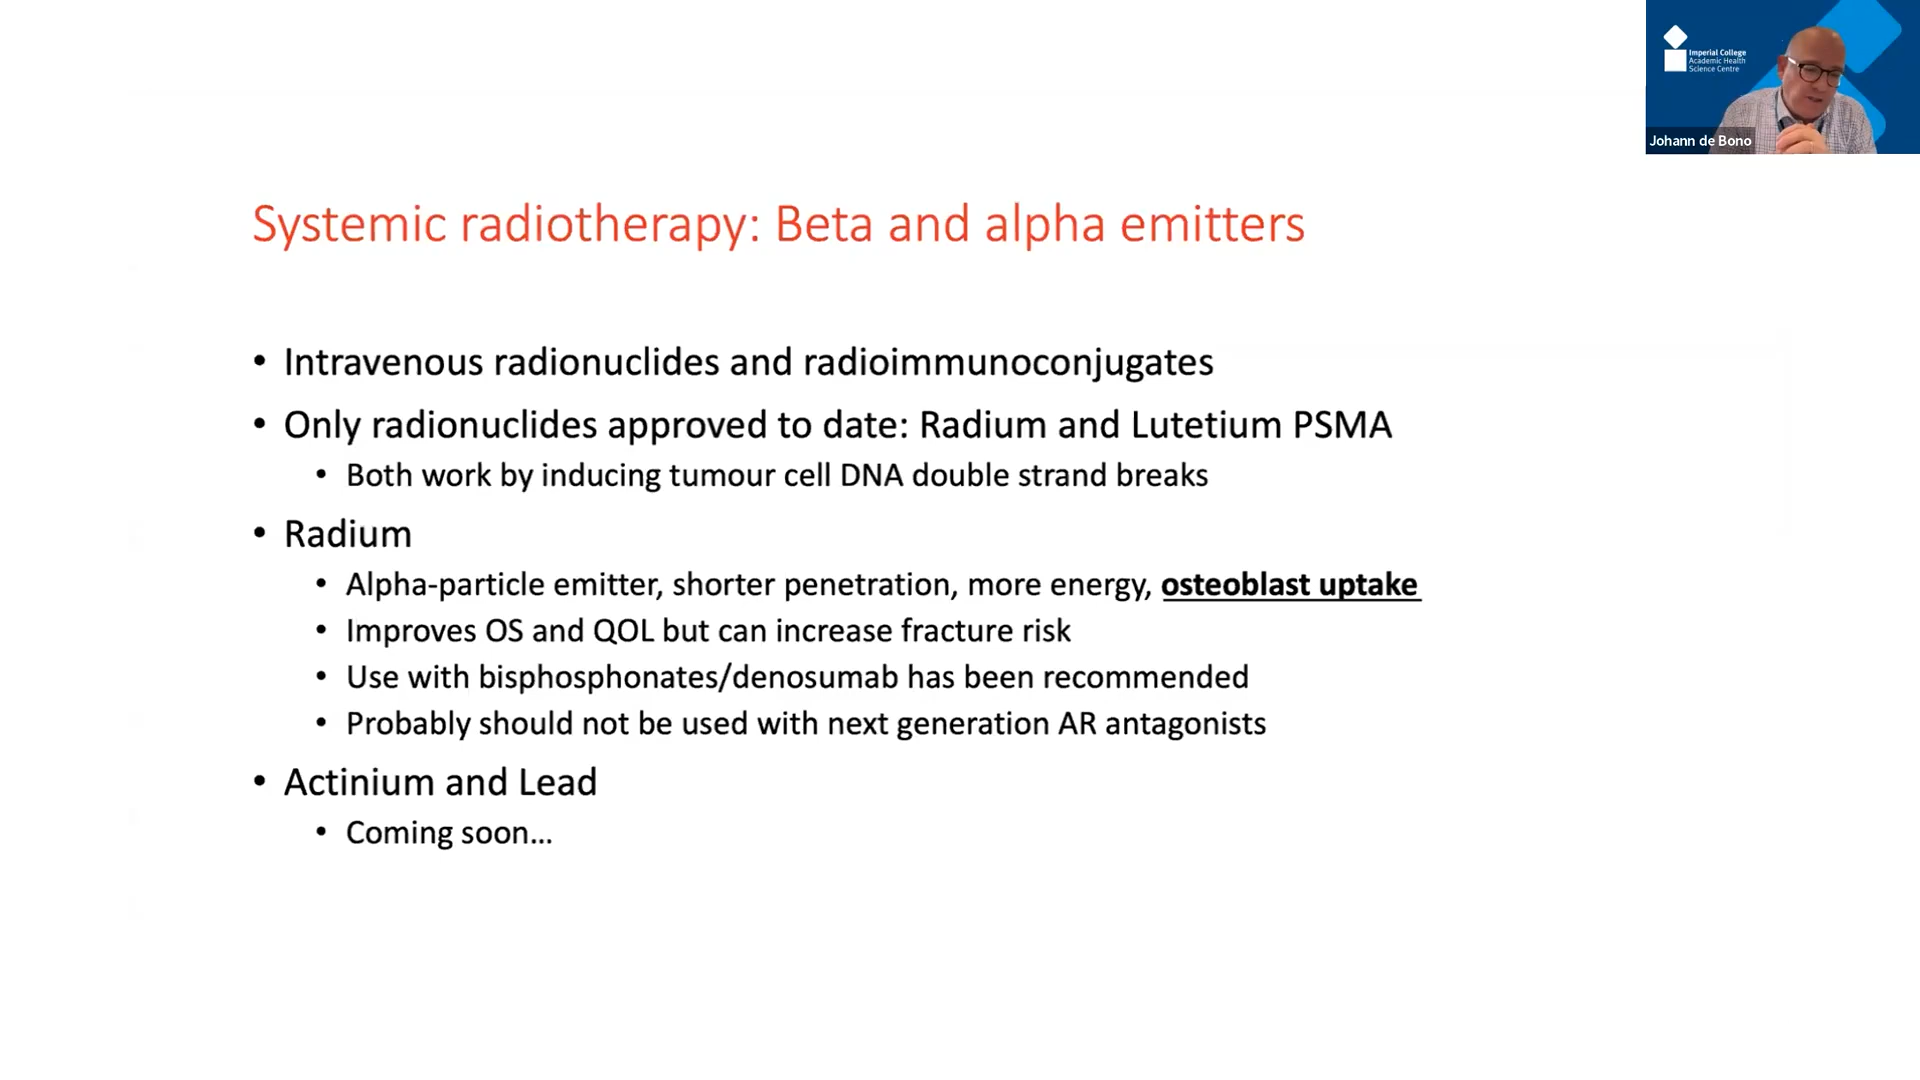 Imperial College
Academic Health
Science Centre
Johann de Bono
Systemic radiotherapy: Beta and alpha emitters
• Intravenous radionuclides and radioimmunoconjugates
• Only radionuclides approved to date: Radium and Lutetium PSMA
• Both work by inducing tumour cell DNA double strand breaks
• Radium
• Alpha-particle emitter, shorter penetration, more energy, osteoblast uptake
• Improves OS and QOL but can increase fracture risk
• Use with bisphosphonates/denosumab has been recommended
• Probably should not be used with next generation AR antagonists
• Actinium and Lead
• Coming soon...